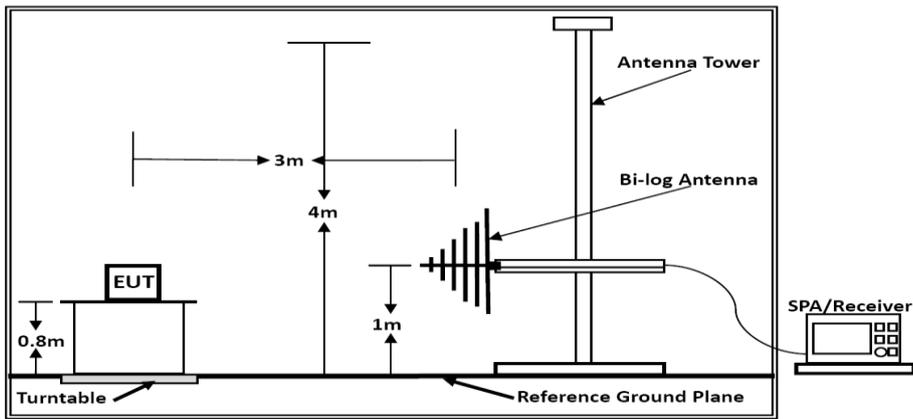 Antenna Tower
3m
Bi-log Antenna
4m
EUT
SPA/Receiver
0.8m
1m
Turntable
Reference Ground Plane